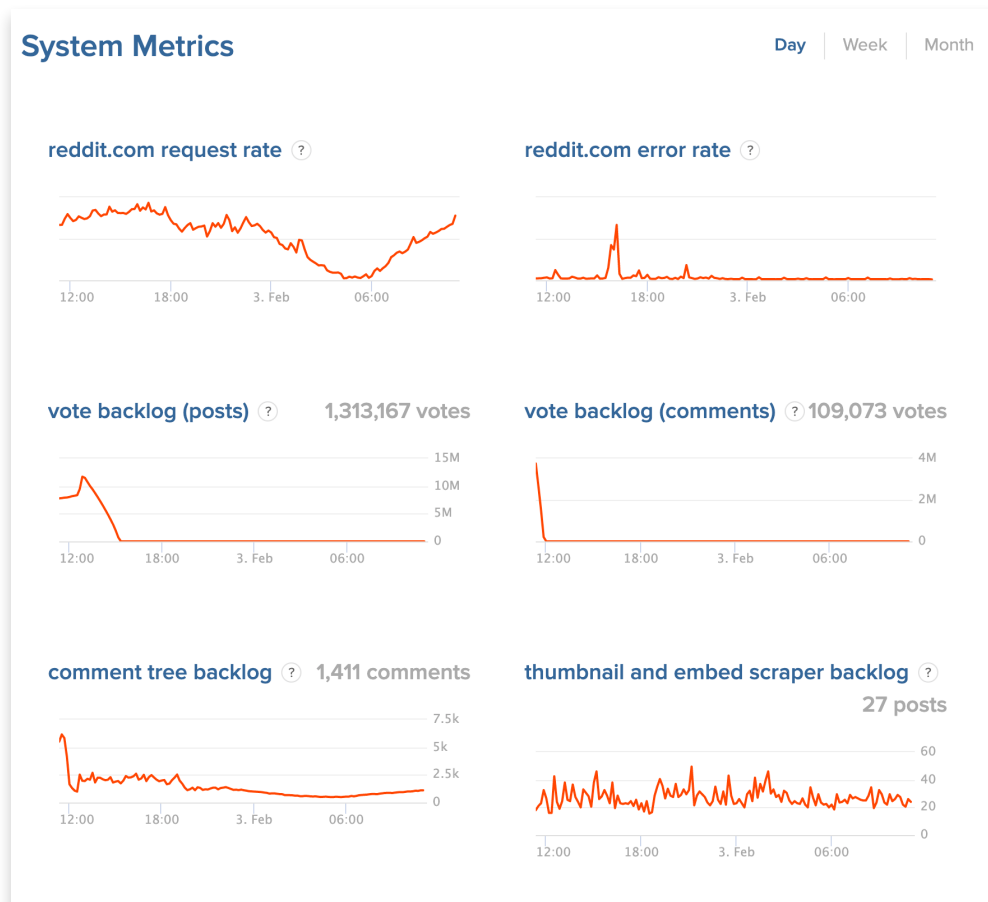 System Metrics
Day Week Month
reddit.com request rate ?
12:00 18:00 3. Feb 06:00
reddit.com error rate ?
12:00 18:00 3. Feb 06:00
vote backlog (posts) ? 1,313,167 votes
15M
10M
5M
0
12:00 18:00 3. Feb 06:00
vote backlog (comments) ? 109,073 votes
4M
2M
0
12:00 18:00 3. Feb 06:00
comment tree backlog ? 1,411 comments
7.5k
5k
2.5k
0
12:00 18:00 3. Feb 06:00
thumbnail and embed scraper backlog ?
27 posts
60
40
20
0
12:00 18:00 3. Feb 06:00